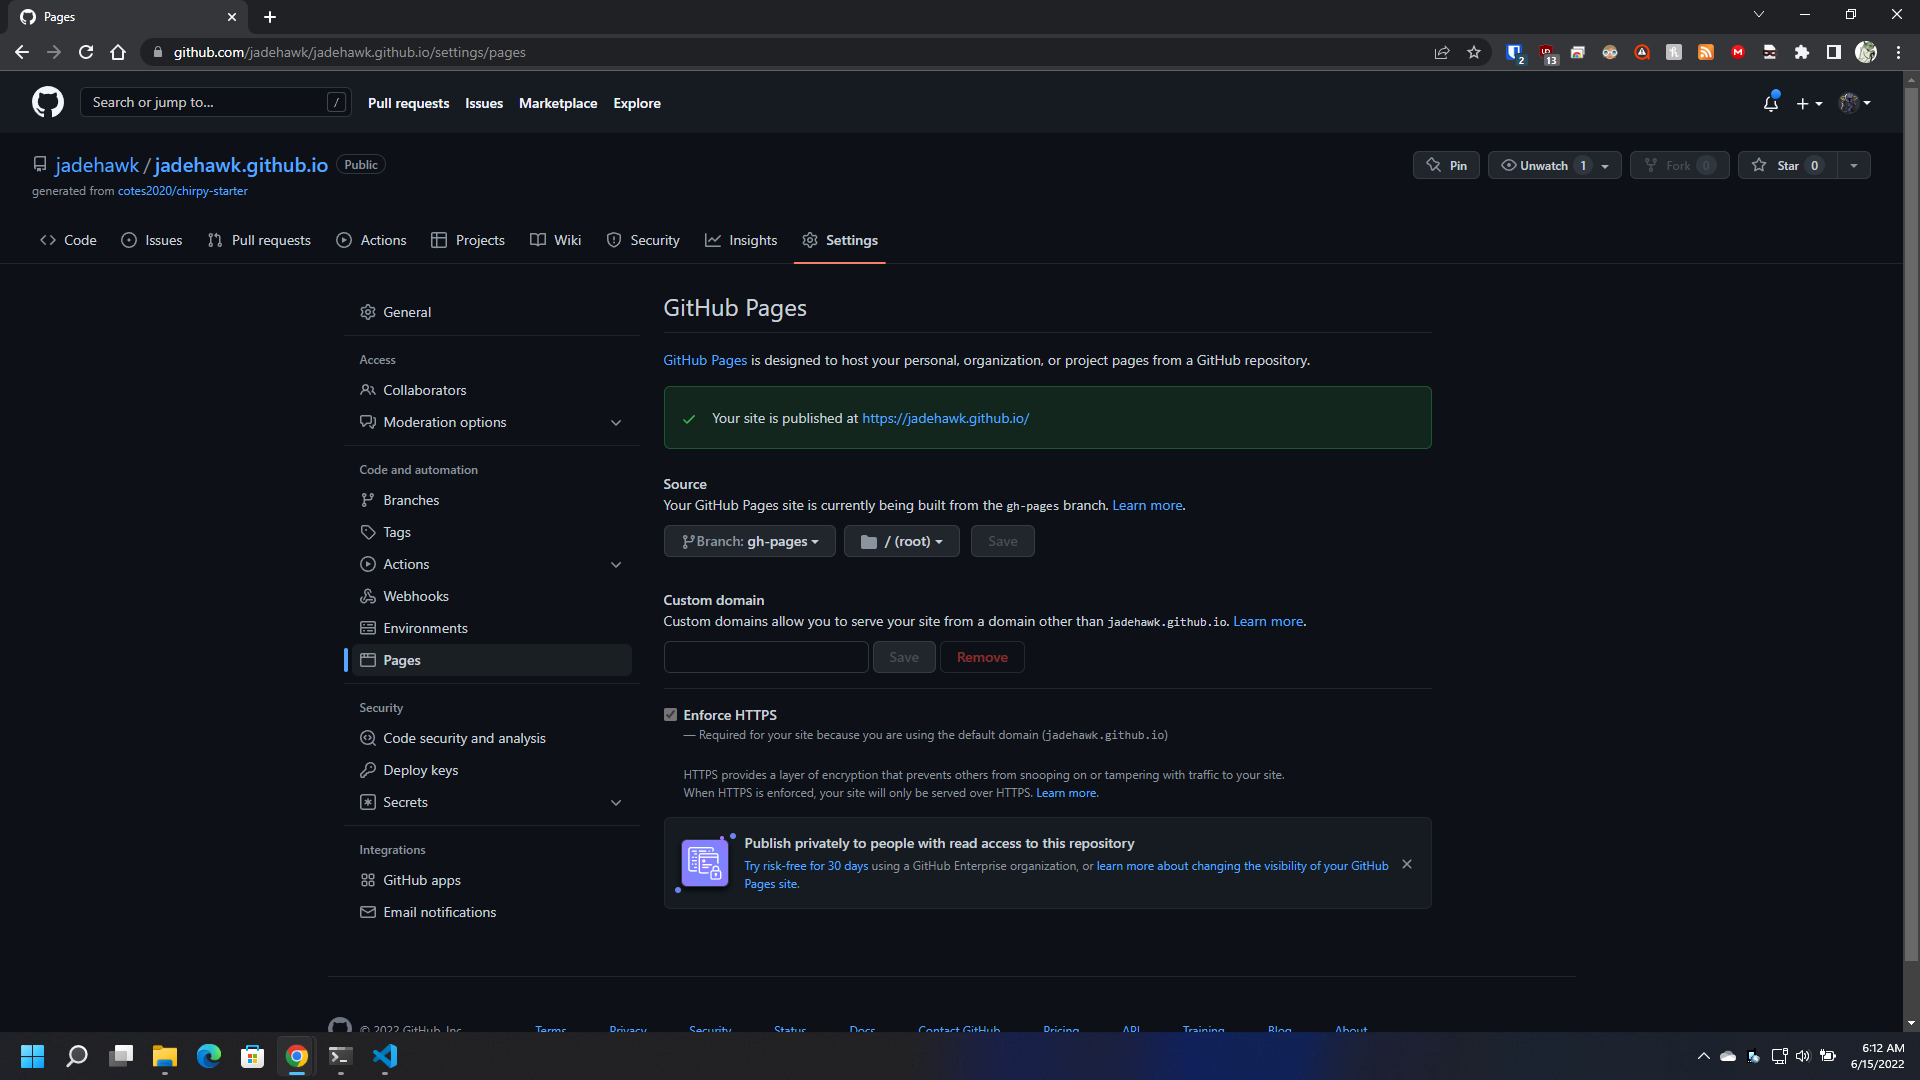 Pages
github.com/jadehawk/jadehawk.github.io/settings/pages
2
13
Search or jump to...
/
Pull requests
Issues
Marketplace
Explore
jadehawk / jadehawk.github.io
Public
generated from cotes2020/chirpy-starter
Pin
Unwatch 1
Fork 0
Star 0
Code
Issues
Pull requests
Actions
Projects
Wiki
Security
Insights
Settings
General
Access
Collaborators
Moderation options
Code and automation
Branches
Tags
Actions
Webhooks
Environments
Pages
Security
Code security and analysis
Deploy keys
Secrets
Integrations
GitHub apps
Email notifications
GitHub Pages
GitHub Pages is designed to host your personal, organization, or project pages from a GitHub repository.
Your site is published at https://jadehawk.github.io/
Source
Your GitHub Pages site is currently being built from the gh-pages branch. Learn more.
Branch: gh-pages
/ (root)
Save
Custom domain
Custom domains allow you to serve your site from a domain other than jadehawk.github.io. Learn more.
Save
Remove
Enforce HTTPS
— Required for your site because you are using the default domain (jadehawk.github.io)
HTTPS provides a layer of encryption that prevents others from snooping on or tampering with traffic to your site.
When HTTPS is enforced, your site will only be served over HTTPS. Learn more.
Publish privately to people with read access to this repository
Try risk-free for 30 days using a GitHub Enterprise organization, or learn more about changing the visibility of your GitHub
Pages site.
© 2022 GitHub, Inc.
Terms
Privacy
Security
Status
Docs
Contact GitHub
Pricing
API
Training
Blog
About
6:12 AM
6/15/2022